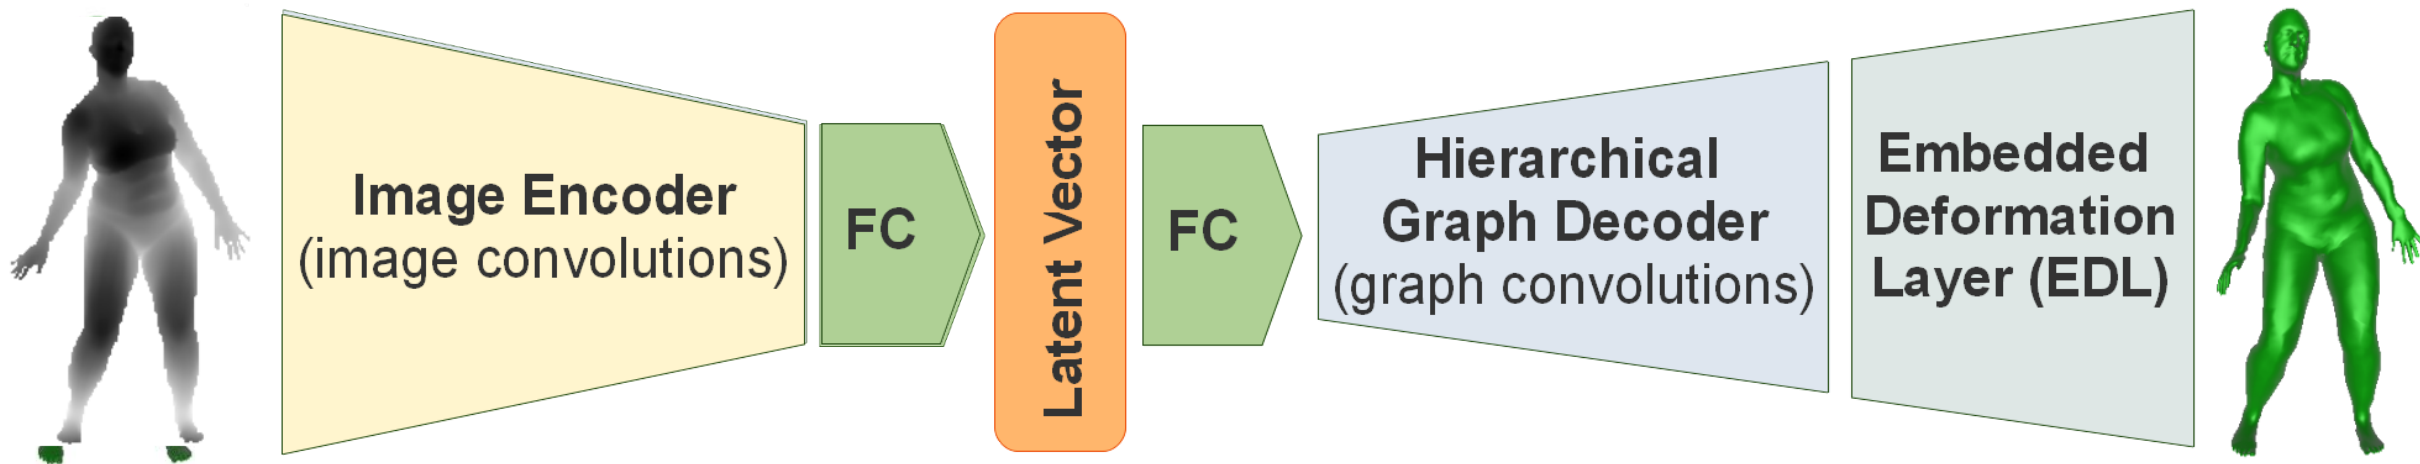 Image Encoder
(image convolutions)
FC
Latent Vector
FC
Hierarchical
Graph Decoder
(graph convolutions)
Embedded
Deformation
Layer (EDL)